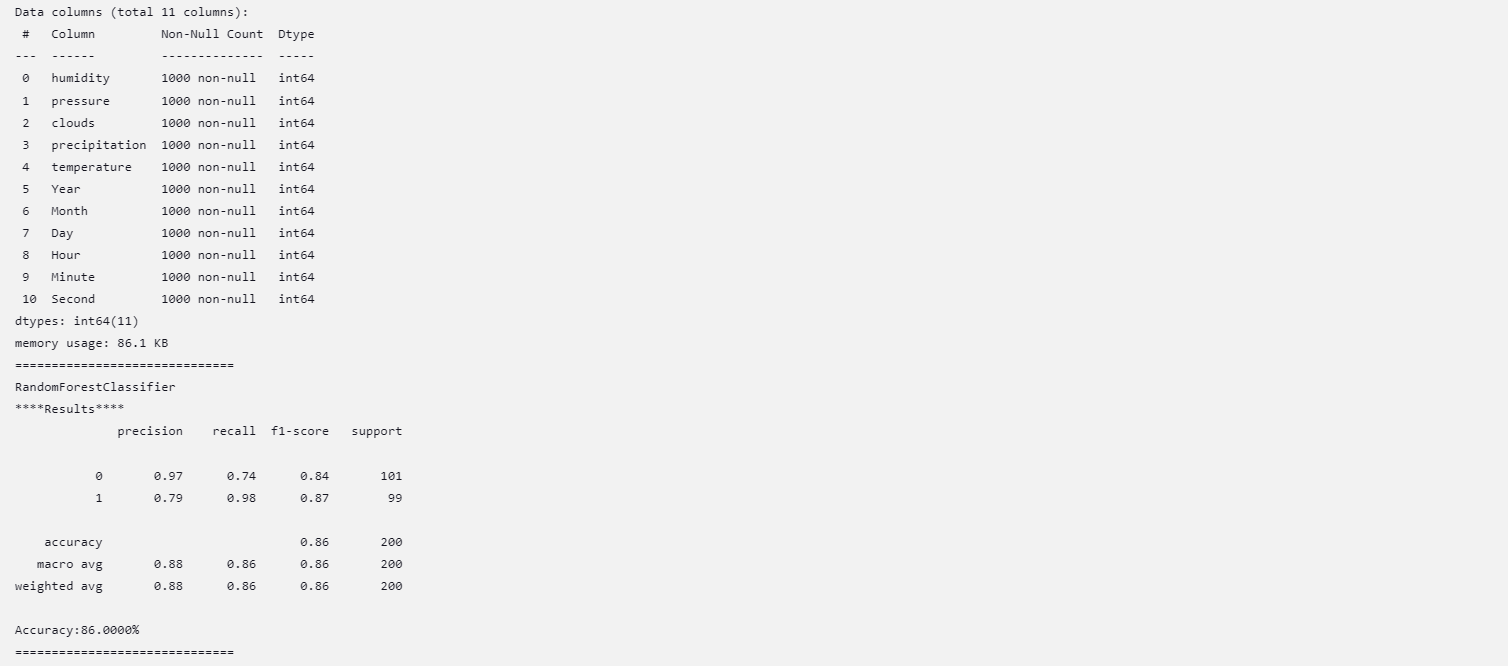 Data columns (total 11 columns):
 #   Column         Non-Null Count  Dtype
---  ------         --------------  -----
 0   humidity       1000 non-null   int64
 1   pressure       1000 non-null   int64
 2   clouds         1000 non-null   int64
 3   precipitation  1000 non-null   int64
 4   temperature    1000 non-null   int64
 5   Year           1000 non-null   int64
 6   Month          1000 non-null   int64
 7   Day            1000 non-null   int64
 8   Hour           1000 non-null   int64
 9   Minute         1000 non-null   int64
 10  Second         1000 non-null   int64
dtypes: int64(11)
memory usage: 86.1 KB
==============================
RandomForestClassifier
****Results****
              precision    recall  f1-score   support
           0       0.97      0.74      0.84       101
           1       0.79      0.98      0.87        99
    accuracy                           0.86       200
   macro avg       0.88      0.86      0.86       200
weighted avg       0.88      0.86      0.86       200
Accuracy:86.0000%
==============================